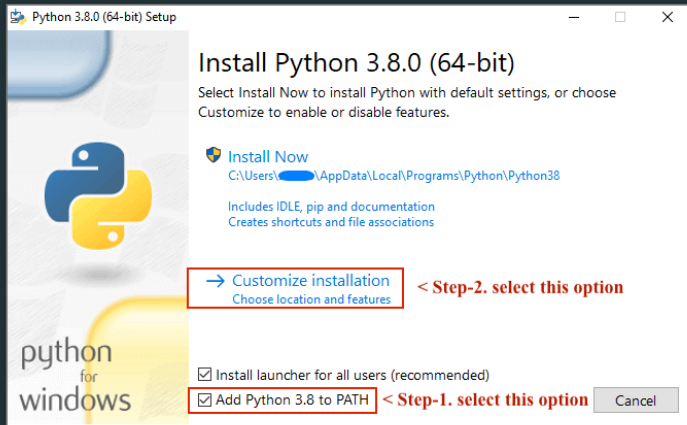 Python 3.8.0 (64-bit) Setup
Install Python 3.8.0 (64-bit)
Select Install Now to install Python with default settings, or choose
Customize to enable or disable features.
Install Now
C:\Users\ \AppData\Local\Programs\Python\Python38
Includes IDLE, pip and documentation
Creates shortcuts and file associations
Customize installation
Choose location and features
< Step-2. select this option
Install launcher for all users (recommended)
Add Python 3.8 to PATH
< Step-1. select this option
Cancel
python
for
windows